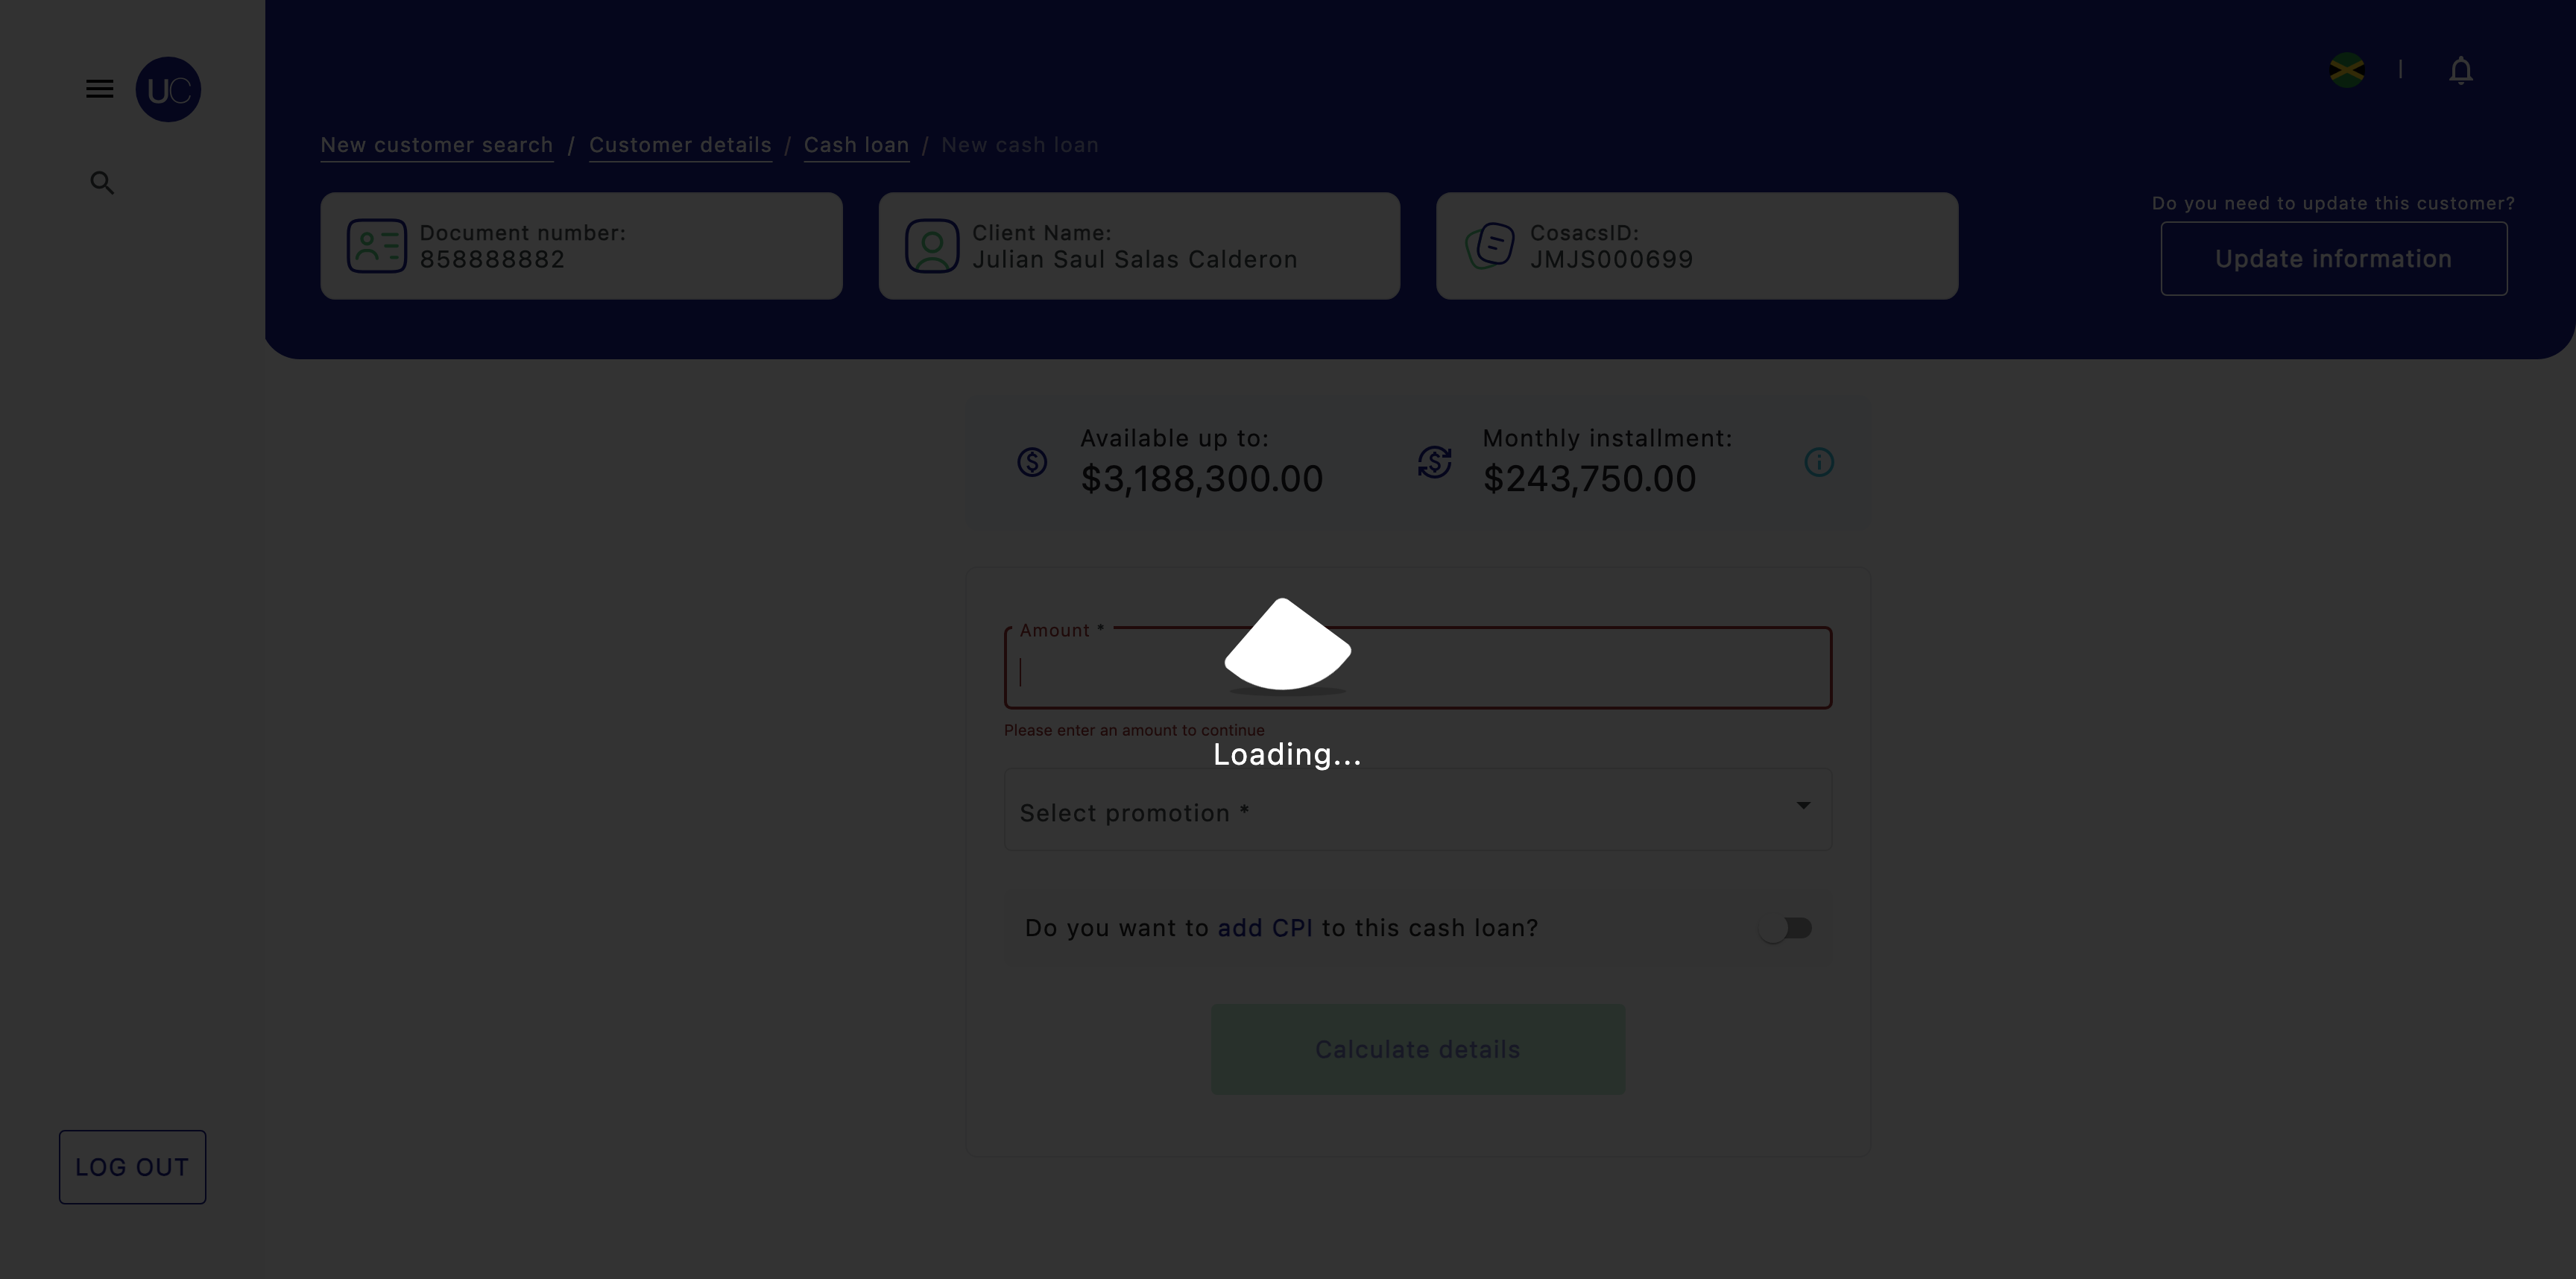 UC
New customer search / Customer details / Cash loan / New cash loan
Document number:
858888882
Client Name:
Julian Saul Salas Calderon
CosacsID:
JMJS000699
Do you need to update this customer?
Update information
Available up to:
$3,188,300.00
Monthly installment:
$243,750.00
Amount *
Please enter an amount to continue
Loading...
Select promotion *
Do you want to add CPI to this cash loan?
Calculate details
LOG OUT